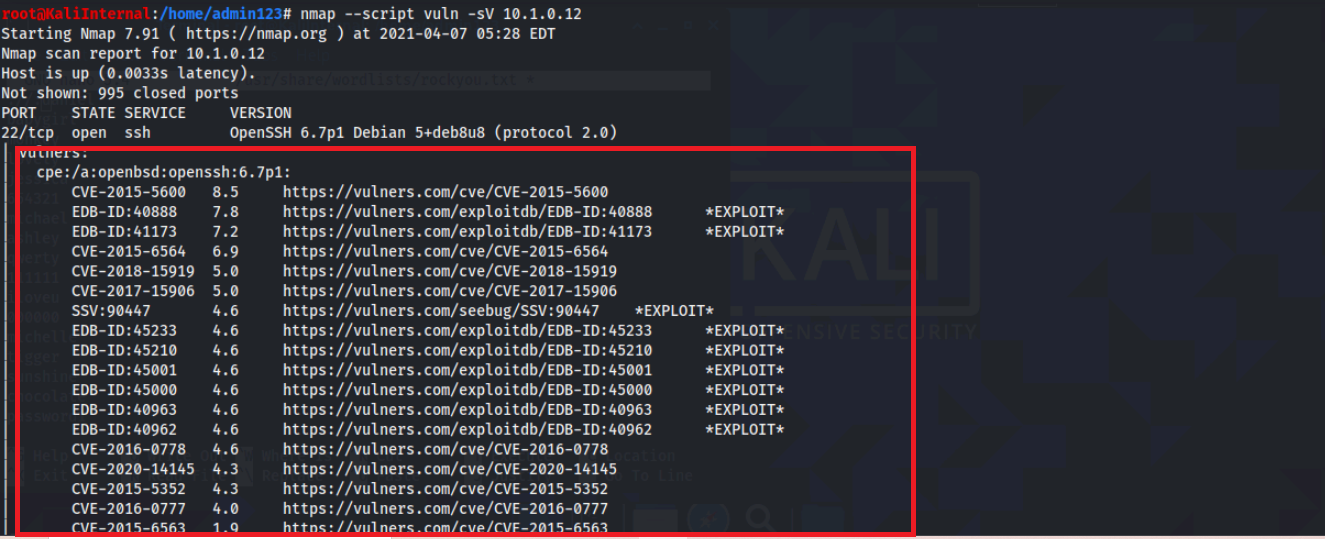 root@KaliInternal:/home/admin123# nmap --script vuln -sV 10.1.0.12
Starting Nmap 7.91 ( https://nmap.org ) at 2021-04-07 05:28 EDT
Nmap scan report for 10.1.0.12
Host is up (0.0033s latency).
/share/wordlists/rockyou.txt *
Not shown: 995 closed ports
PORT STATE SERVICE VERSION
22/tcp open ssh OpenSSH 6.7p1 Debian 5+deb8u8 (protocol 2.0)
| vulners:
| cpe:/a:openbsd:openssh:6.7p1:
| CVE-2015-5600 8.5 https://vulners.com/cve/CVE-2015-5600
| EDB-ID:40888 7.8 https://vulners.com/exploitdb/EDB-ID:40888 *EXPLOIT*
| EDB-ID:41173 7.2 https://vulners.com/exploitdb/EDB-ID:41173 *EXPLOIT*
| CVE-2015-6564 6.9 https://vulners.com/cve/CVE-2015-6564
| CVE-2018-15919 5.0 https://vulners.com/cve/CVE-2018-15919
| CVE-2017-15906 5.0 https://vulners.com/cve/CVE-2017-15906
| SSV:90447 4.6 https://vulners.com/seebug/SSV:90447 *EXPLOIT*
| EDB-ID:45233 4.6 https://vulners.com/exploitdb/EDB-ID:45233 *EXPLOIT*
| EDB-ID:45210 4.6 https://vulners.com/exploitdb/EDB-ID:45210 *EXPLOIT*
| EDB-ID:45001 4.6 https://vulners.com/exploitdb/EDB-ID:45001 *EXPLOIT*
| EDB-ID:45000 4.6 https://vulners.com/exploitdb/EDB-ID:45000 *EXPLOIT*
| EDB-ID:40963 4.6 https://vulners.com/exploitdb/EDB-ID:40963 *EXPLOIT*
| EDB-ID:40962 4.6 https://vulners.com/exploitdb/EDB-ID:40962 *EXPLOIT*
| CVE-2016-0778 4.6 https://vulners.com/cve/CVE-2016-0778
| CVE-2020-14145 4.3 https://vulners.com/cve/CVE-2020-14145
| CVE-2015-5352 4.3 https://vulners.com/cve/CVE-2015-5352
| CVE-2016-0777 4.0 https://vulners.com/cve/CVE-2016-0777
| CVE-2015-6563 1.9 https://vulners.com/cve/CVE-2015-6563
KALI